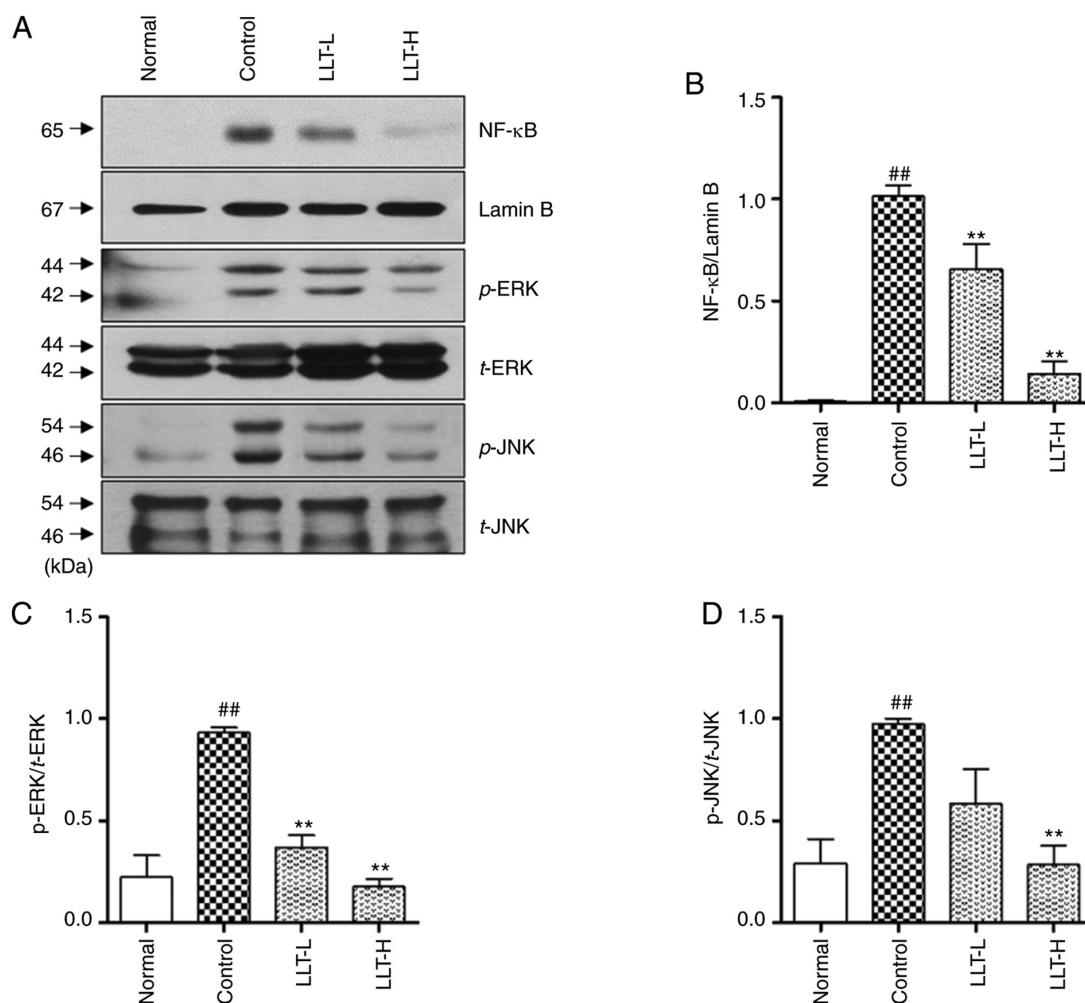 A
Normal
Control
LLT-L
LLT-H
65
NF-κB
67
Lamin B
44
42
p-ERK
44
42
t-ERK
54
46
p-JNK
54
46
t-JNK
(kDa)
B
NF-κB/Lamin B
1.5
1.0
0.5
0.0
##
**
**
Normal
Control
LLT-L
LLT-H
C
p-ERK/t-ERK
1.5
1.0
0.5
0.0
##
**
**
Normal
Control
LLT-L
LLT-H
D
p-JNK/t-JNK
1.5
1.0
0.5
0.0
##
**
Normal
Control
LLT-L
LLT-H